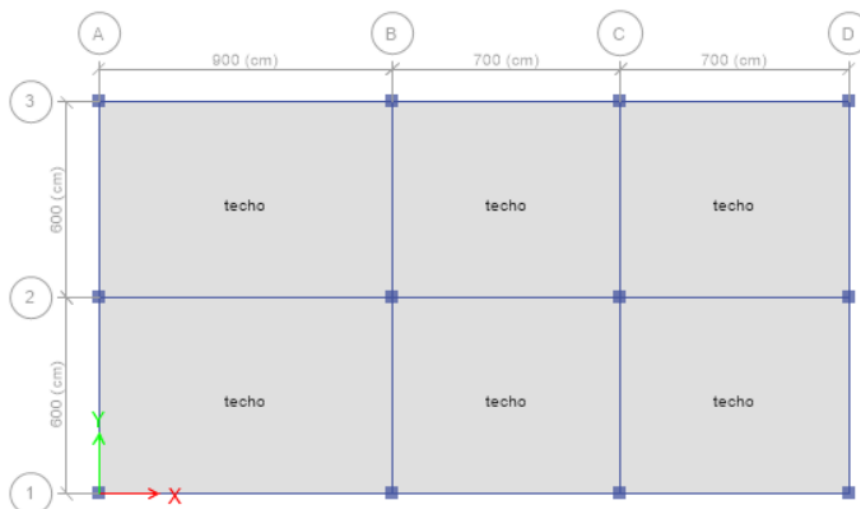 A B C D
900 (cm) 700 (cm) 700 (cm)
3
600 (cm)
techo techo techo
2
600 (cm)
techo techo techo
Y
1
X